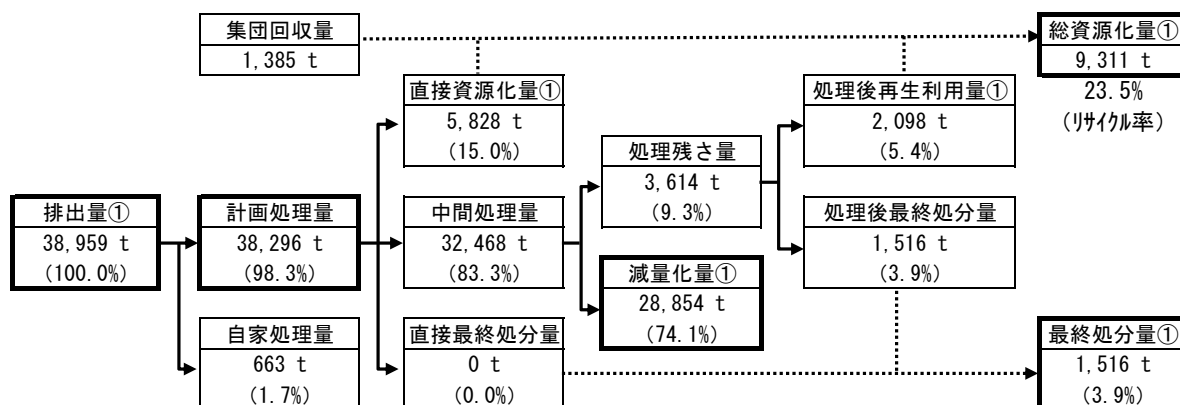 集団回収量
1,385 t
総資源化量①
9,311 t
23.5%
(ﾘｻｲｸﾙ率)
直接資源化量①
5,828 t
(15.0%)
処理後再生利用量①
2,098 t
(5.4%)
処理残さ量
3,614 t
(9.3%)
排出量①
38,959 t
(100.0%)
計画処理量
38,296 t
(98.3%)
中間処理量
32,468 t
(83.3%)
処理後最終処分量
1,516 t
(3.9%)
減量化量①
28,854 t
(74.1%)
自家処理量
663 t
(1.7%)
直接最終処分量
0 t
(0.0%)
最終処分量①
1,516 t
(3.9%)